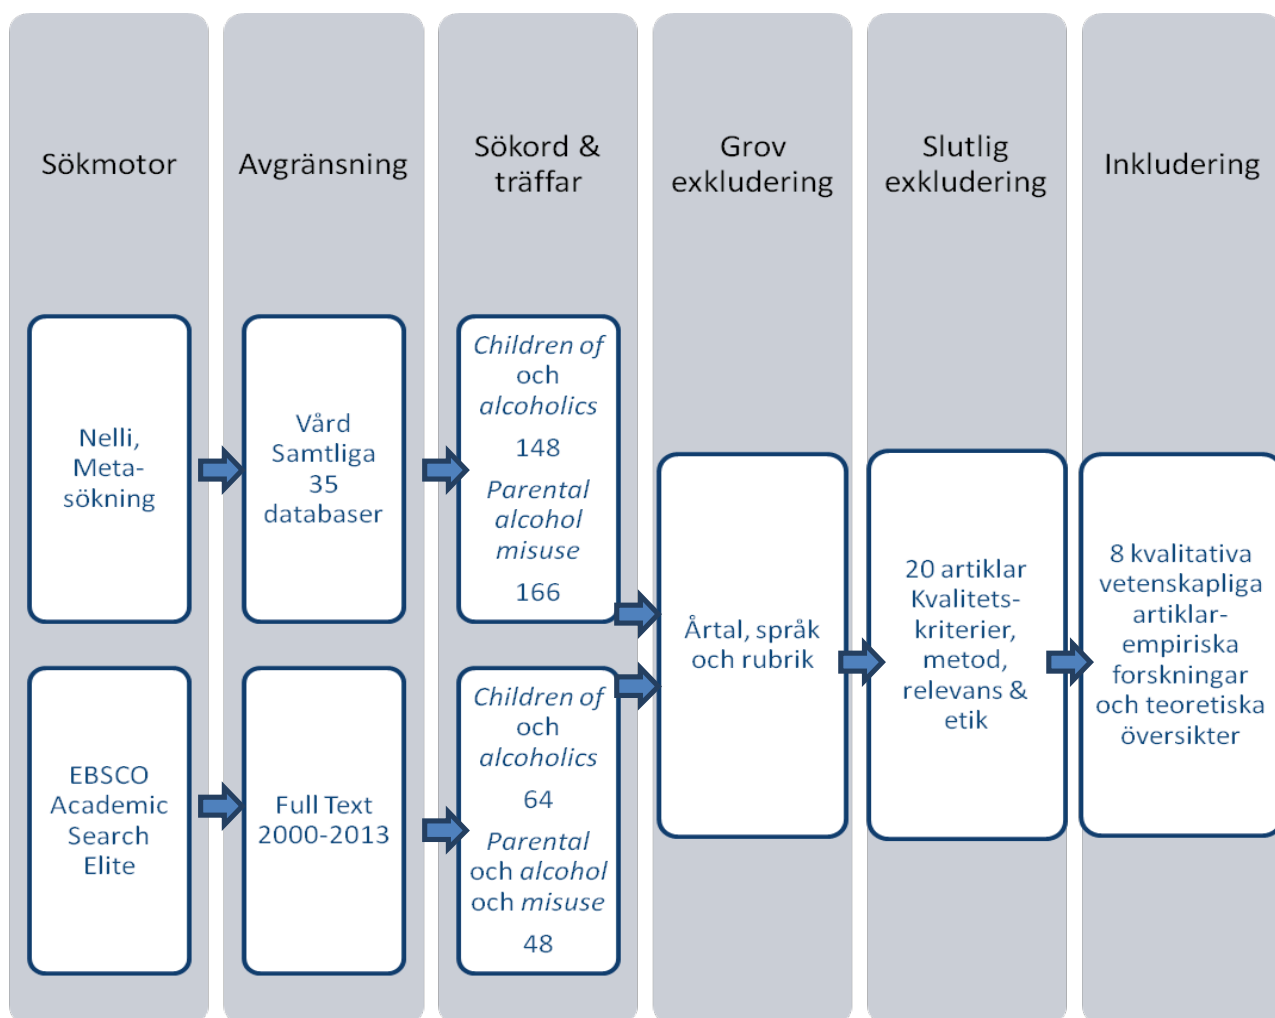 Sökmotor
Avgränsning
Sökord &
träffar
Grov
exkludering
Slutlig
exkludering
Inkludering
Nelli,
Meta-
sökning
Vård
Samtliga
35
databaser
Children of
och
alcoholics
148
Parental
alcohol
misuse
166
EBSCO
Academic
Search
Elite
Full Text
2000-2013
Children of
och
alcoholics
64
Parental
och alcohol
och misuse
48
Årtal, språk
och rubrik
20 artiklar
Kvalitets-
kriterier,
metod,
relevans &
etik
8 kvalitativa
vetenskapliga
artiklar-
empiriska
forskningar
och teoretiska
översikter